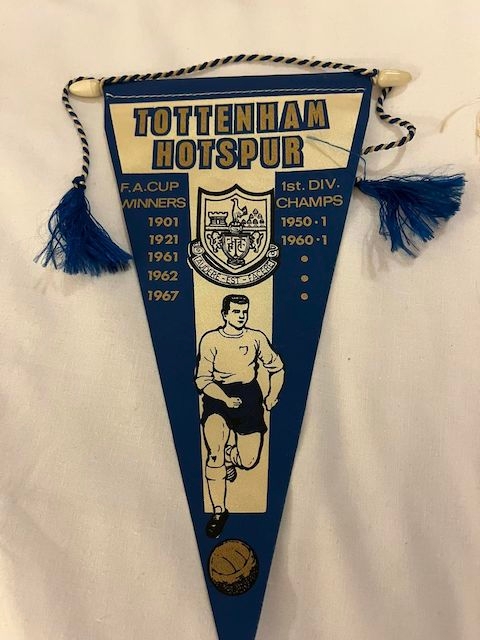 TOTTENHAM
HOTSPUR
F.A.CUP
WINNERS
1901
1921
1961
1962
1967
1st. DIV.
CHAMPS
1950·1
1960·1
AUDERE·EST·FACERE